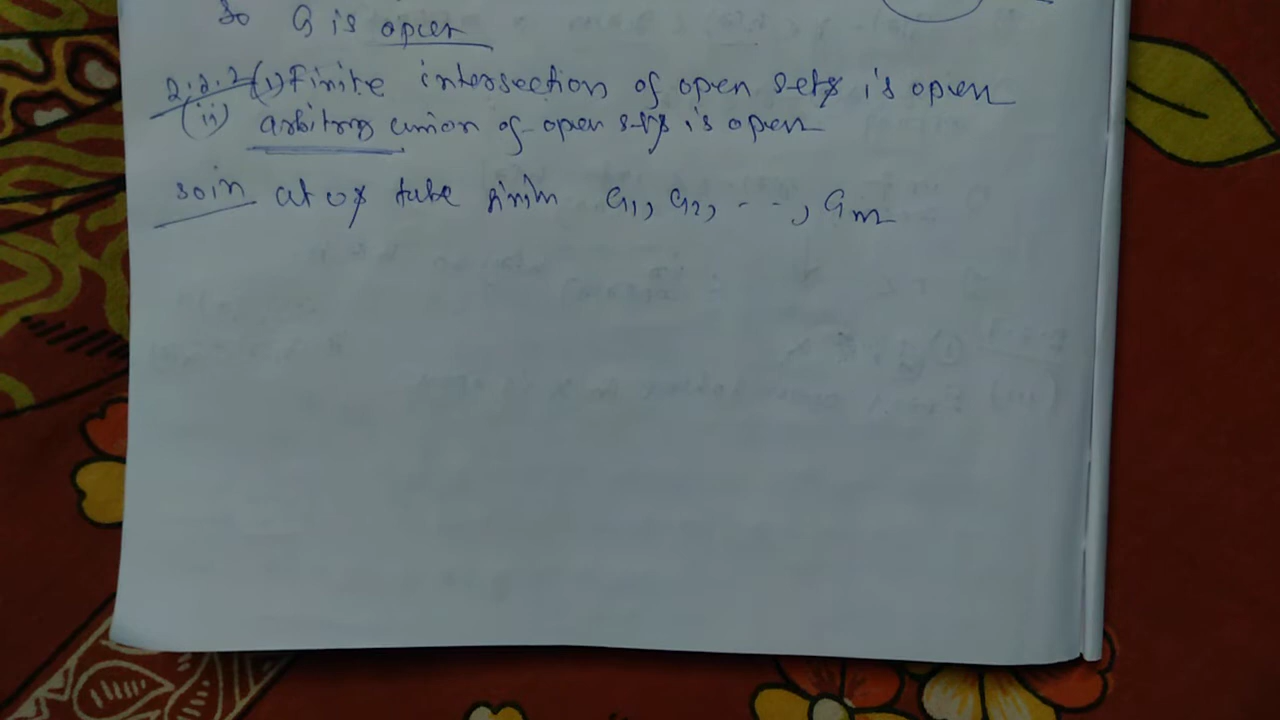 So G is open
2.2.2 (i) Finite intersection of open sets is open
(ii) arbitrary union of open sets is open
soln at us take finite G1, G2, - - , Gm